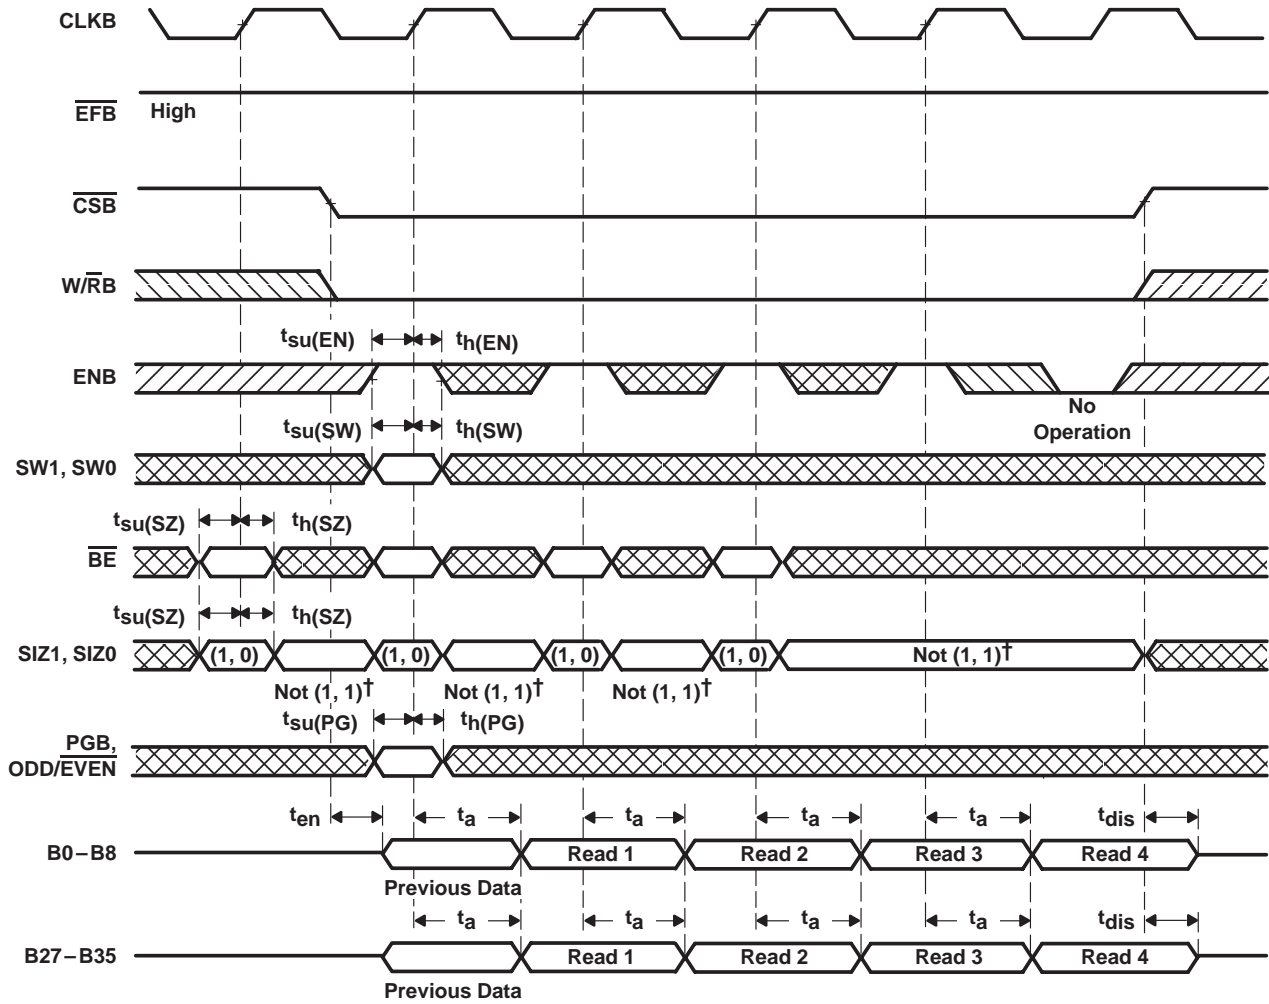 CLKB
EFB High
CSB
W/RB
tsu(EN) th(EN)
ENB
No
Operation
tsu(SW) th(SW)
SW1, SW0
tsu(SZ) th(SZ)
BE
tsu(SZ) th(SZ)
SIZ1, SIZ0 (1, 0) (1, 0) (1, 0) (1, 0) Not (1, 1)†
Not (1, 1)† Not (1, 1)† Not (1, 1)†
tsu(PG) th(PG)
PGB,
ODD/EVEN
ten ta ta ta ta tdis
B0–B8 Read 1 Read 2 Read 3 Read 4
Previous Data
ta ta ta ta tdis
B27–B35 Read 1 Read 2 Read 3 Read 4
Previous Data